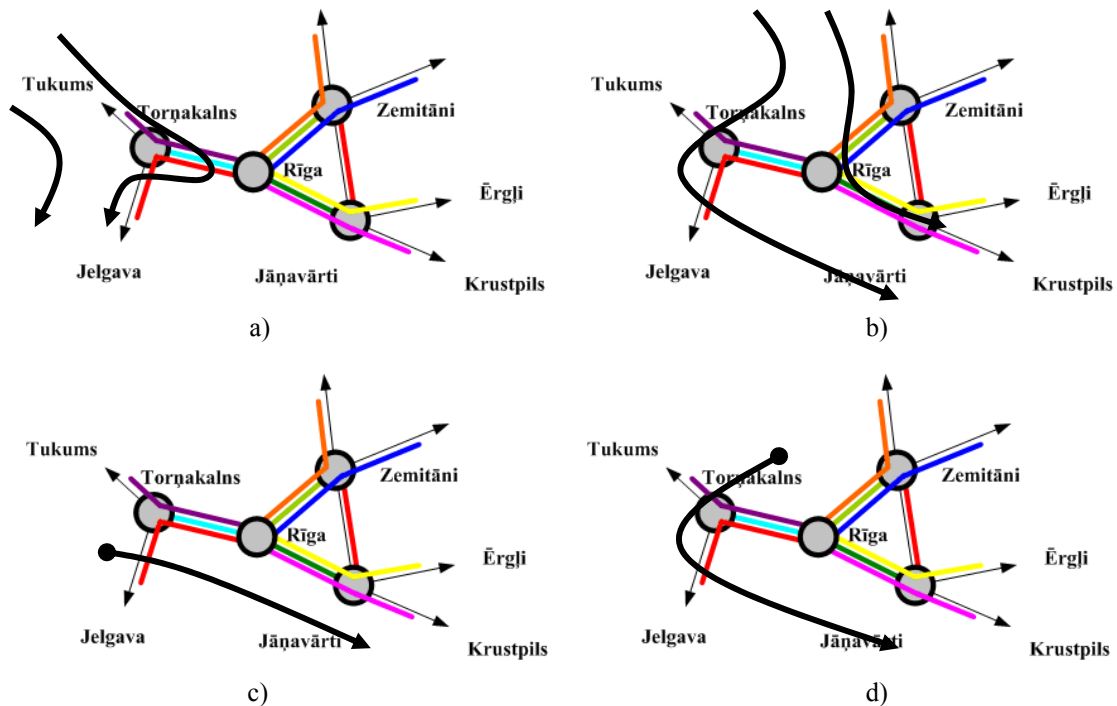 Tukums
Torņakalns
Rīga
Zemitāni
Ērgļi
Jelgava
Jāņavārti
Krustpils
a)
Tukums
Torņakalns
Rīga
Zemitāni
Ērgļi
Jelgava
Jāņavārti
Krustpils
b)
Tukums
Torņakalns
Rīga
Zemitāni
Ērgļi
Jelgava
Jāņavārti
Krustpils
c)
Tukums
Torņakalns
Rīga
Zemitāni
Ērgļi
Jelgava
Jāņavārti
Krustpils
d)